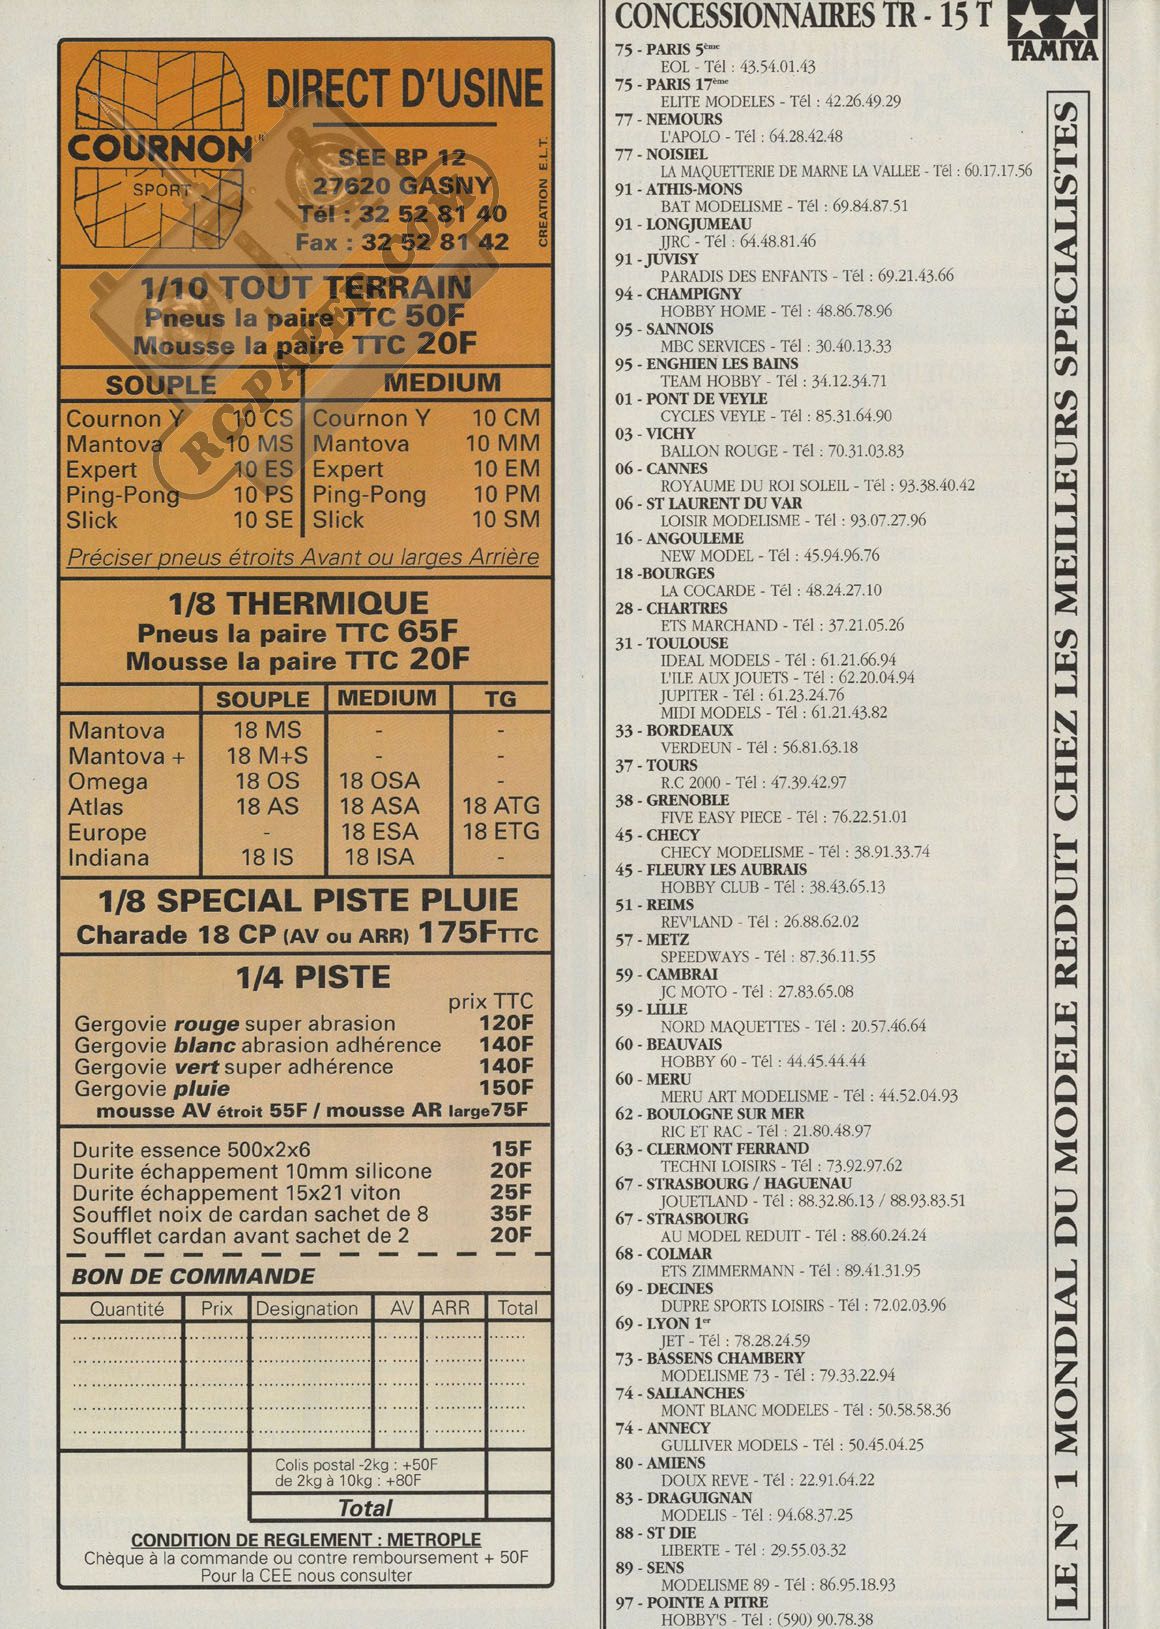 COURNON (R)
SPORT
DIRECT D'USINE
SEE BP 12
27620 GASNY
Tél : 32 52 81 40
Fax : 32 52 81 42
CREATION E.L.T.
RC-PAPER.COM
1/10 TOUT TERRAIN
Pneus la paire TTC 50F
Mousse la paire TTC 20F
SOUPLE MEDIUM
Cournon Y 10 CS Cournon Y 10 CM
Mantova 10 MS Mantova 10 MM
Expert 10 ES Expert 10 EM
Ping-Pong 10 PS Ping-Pong 10 PM
Slick 10 SE Slick 10 SM
Préciser pneus étroits Avant ou larges Arrière
1/8 THERMIQUE
Pneus la paire TTC 65F
Mousse la paire TTC 20F
SOUPLE MEDIUM TG
Mantova 18 MS - -
Mantova + 18 M+S - -
Omega 18 OS 18 OSA -
Atlas 18 AS 18 ASA 18 ATG
Europe - 18 ESA 18 ETG
Indiana 18 IS 18 ISA -
1/8 SPECIAL PISTE PLUIE
Charade 18 CP (AV ou ARR) 175F TTC
1/4 PISTE
prix TTC
Gergovie rouge super abrasion 120F
Gergovie blanc abrasion adhérence 140F
Gergovie vert super adhérence 140F
Gergovie pluie 150F
mousse AV étroit 55F / mousse AR large 75F
Durite essence 500x2x6 15F
Durite échappement 10mm silicone 20F
Durite échappement 15x21 viton 25F
Soufflet noix de cardan sachet de 8 35F
Soufflet cardan avant sachet de 2 20F
BON DE COMMANDE
Quantité Prix Designation AV ARR Total
Colis postal -2kg : +50F
de 2kg à 10kg : +80F
Total
CONDITION DE REGLEMENT : METROPLE
Chèque à la commande ou contre remboursement + 50F
Pour la CEE nous consulter
CONCESSIONNAIRES TR - 15 T
TAMIYA
75 - PARIS 5ème
EOL - Tél : 43.54.01.43
75 - PARIS 17ème
ELITE MODELES - Tél : 42.26.49.29
77 - NEMOURS
L'APOLO - Tél : 64.28.42.48
77 - NOISIEL
LA MAQUETTERIE DE MARNE LA VALLEE - Tél : 60.17.17.56
91 - ATHIS-MONS
BAT MODELISME - Tél : 69.84.87.51
91 - LONGJUMEAU
JJRC - Tél : 64.48.81.46
91 - JUVISY
PARADIS DES ENFANTS - Tél : 69.21.43.66
94 - CHAMPIGNY
HOBBY HOME - Tél : 48.86.78.96
95 - SANNOIS
MBC SERVICES - Tél : 30.40.13.33
95 - ENGHIEN LES BAINS
TEAM HOBBY - Tél : 34.12.34.71
01 - PONT DE VEYLE
CYCLES VEYLE - Tél : 85.31.64.90
03 - VICHY
BALLON ROUGE - Tél : 70.31.03.83
06 - CANNES
ROYAUME DU ROI SOLEIL - Tél : 93.38.40.42
06 - ST LAURENT DU VAR
LOISIR MODELISME - Tél : 93.07.27.96
16 - ANGOULEME
NEW MODEL - Tél : 45.94.96.76
18 -BOURGES
LA COCARDE - Tél : 48.24.27.10
28 - CHARTRES
ETS MARCHAND - Tél : 37.21.05.26
31 - TOULOUSE
IDEAL MODELS - Tél : 61.21.66.94
L'ILE AUX JOUETS - Tél : 62.20.04.94
JUPITER - Tél : 61.23.24.76
MIDI MODELS - Tél : 61.21.43.82
33 - BORDEAUX
VERDEUN - Tél : 56.81.63.18
37 - TOURS
R.C 2000 - Tél : 47.39.42.97
38 - GRENOBLE
FIVE EASY PIECE - Tél : 76.22.51.01
45 - CHECY
CHECY MODELISME - Tél : 38.91.33.74
45 - FLEURY LES AUBRAIS
HOBBY CLUB - Tél : 38.43.65.13
51 - REIMS
REV'LAND - Tél : 26.88.62.02
57 - METZ
SPEEDWAYS - Tél : 87.36.11.55
59 - CAMBRAI
JC MOTO - Tél : 27.83.65.08
59 - LILLE
NORD MAQUETTES - Tél : 20.57.46.64
60 - BEAUVAIS
HOBBY 60 - Tél : 44.45.44.44
60 - MERU
MERU ART MODELISME - Tél : 44.52.04.93
62 - BOULOGNE SUR MER
RIC ET RAC - Tél : 21.80.48.97
63 - CLERMONT FERRAND
TECHNI LOISIRS - Tél : 73.92.97.62
67 - STRASBOURG / HAGUENAU
JOUETLAND - Tél : 88.32.86.13 / 88.93.83.51
67 - STRASBOURG
AU MODEL REDUIT - Tél : 88.60.24.24
68 - COLMAR
ETS ZIMMERMANN - Tél : 89.41.31.95
69 - DECINES
DUPRE SPORTS LOISIRS - Tél : 72.02.03.96
69 - LYON 1er
JET - Tél : 78.28.24.59
73 - BASSENS CHAMBERY
MODELISME 73 - Tél : 79.33.22.94
74 - SALLANCHES
MONT BLANC MODELES - Tél : 50.58.58.36
74 - ANNECY
GULLIVER MODELS - Tél : 50.45.04.25
80 - AMIENS
DOUX REVE - Tél : 22.91.64.22
83 - DRAGUIGNAN
MODELIS - Tél : 94.68.37.25
88 - ST DIE
LIBERTE - Tél : 29.55.03.32
89 - SENS
MODELISME 89 - Tél : 86.95.18.93
97 - POINTE A PITRE
HOBBY'S - Tél : (590) 90.78.38
LE N° 1 MONDIAL DU MODELE REDUIT CHEZ LES MEILLEURS SPECIALISTES